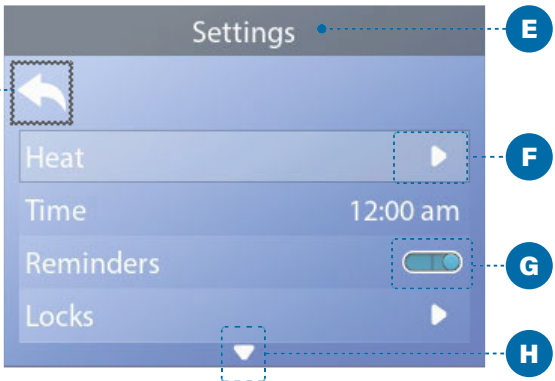 Settings
E
Heat
F
Time 12:00 am
Reminders
G
Locks
H